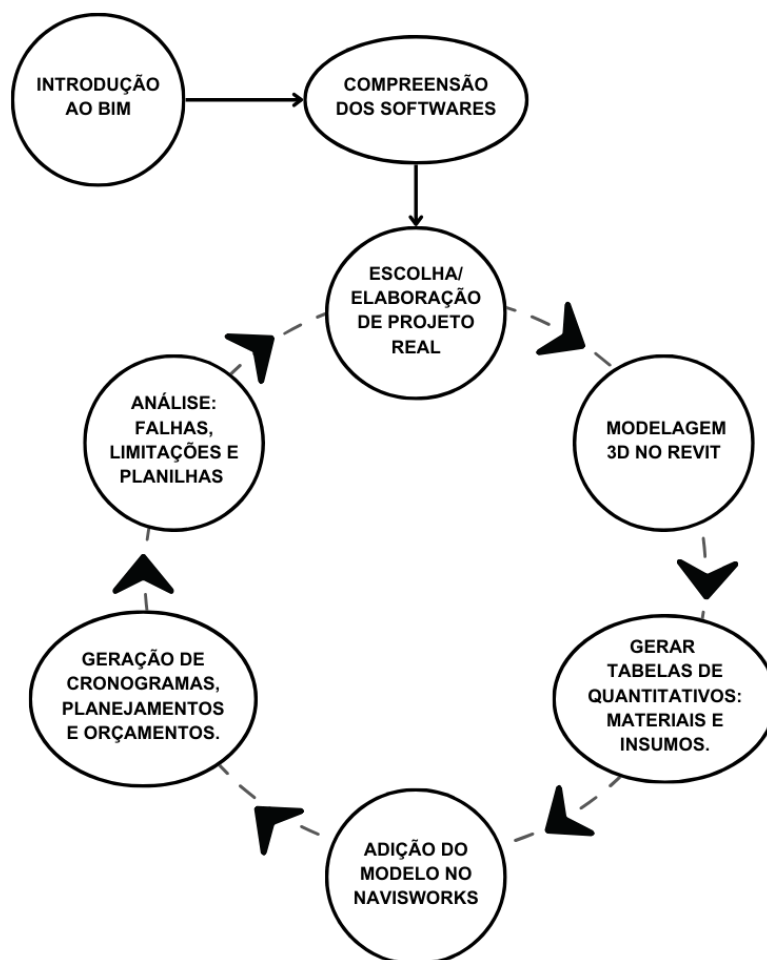 INTRODUÇÃO
AO BIM
COMPREENSÃO
DOS SOFTWARES
ESCOLHA/
ELABORAÇÃO
DE PROJETO
REAL
MODELAGEM
3D NO REVIT
GERAR
TABELAS DE
QUANTITATIVOS:
MATERIAIS E
INSUMOS.
ADIÇÃO DO
MODELO NO
NAVISWORKS
GERAÇÃO DE
CRONOGRAMAS,
PLANEJAMENTOS
E ORÇAMENTOS.
ANÁLISE:
FALHAS,
LIMITAÇÕES E
PLANILHAS